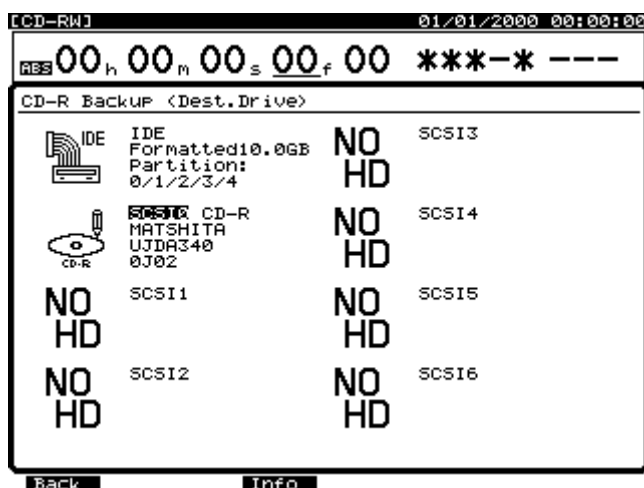 [CD-RW] 01/01/2000 00:00:00
ABS 00h 00m 00s 00f 00 ***-* ---
CD-R Backup (Dest.Drive)
IDE
IDE
Formatted10.0GB
Partition:
0/1/2/3/4
CD-R
SCSI0 CD-R
MATSHITA
UJDA340
0J02
NO
HD
SCSI1
NO
HD
SCSI2
NO
HD
SCSI3
NO
HD
SCSI4
NO
HD
SCSI5
NO
HD
SCSI6
Back Info